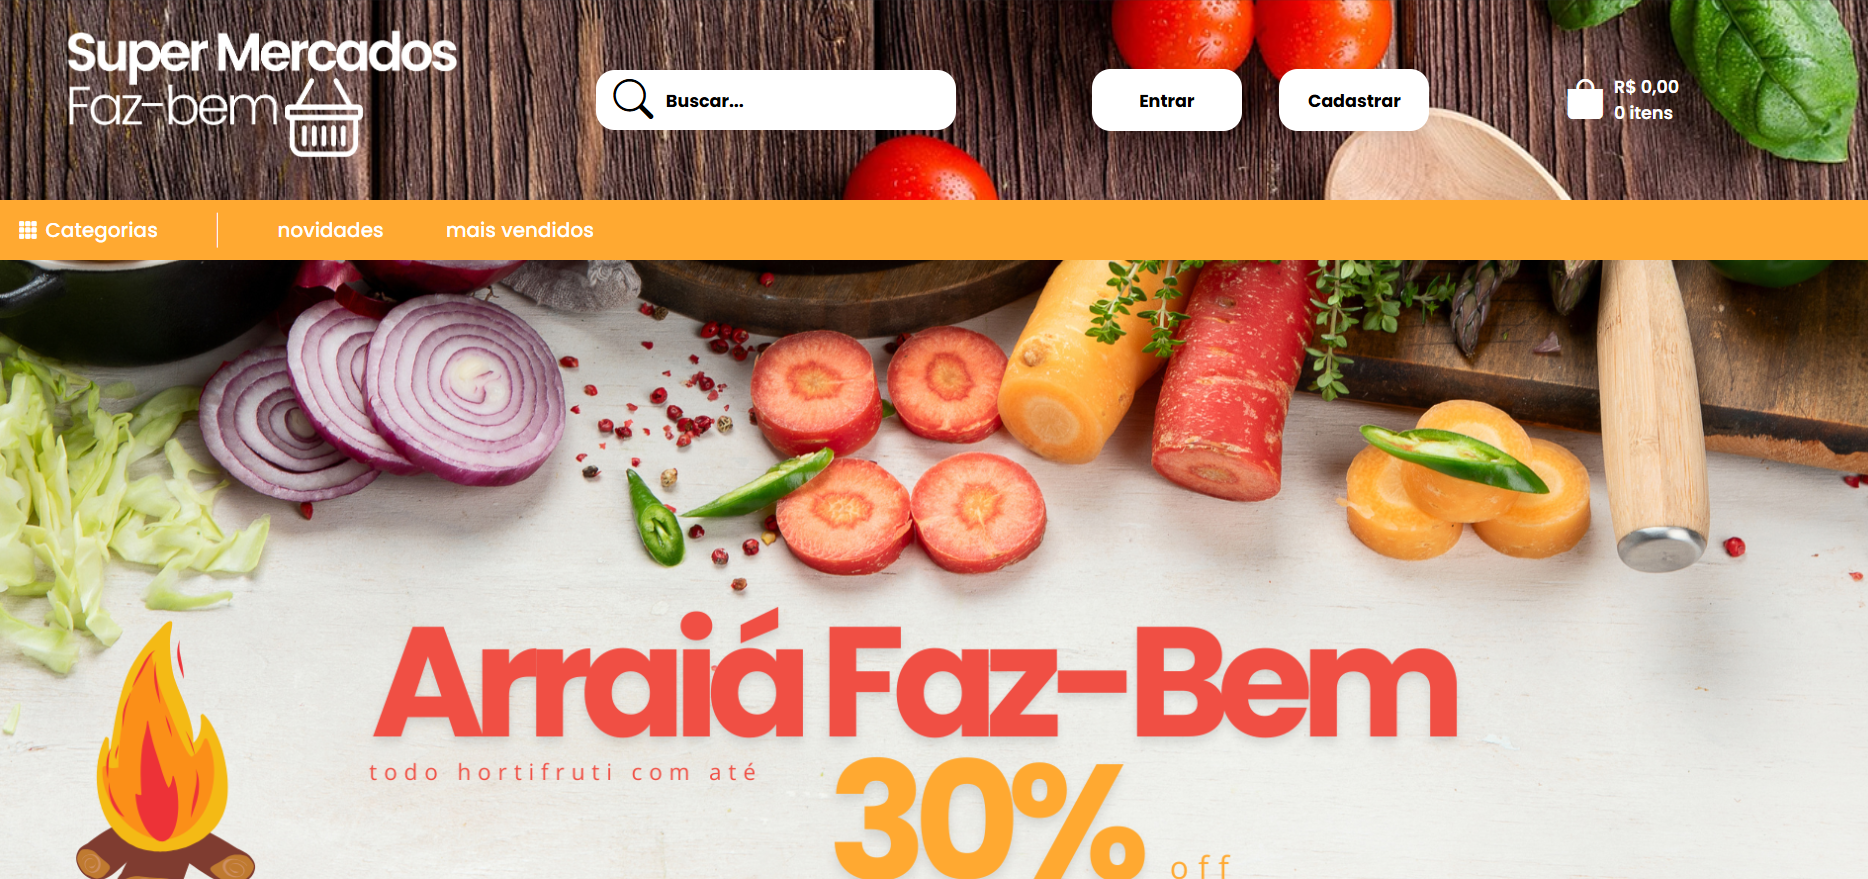 Super Mercados
Faz-bem
Buscar...
Entrar
Cadastrar
R$ 0,00
0 itens
Categorias
novidades
mais vendidos
Arraiá Faz-Bem
todo hortifruti com até
30%
off